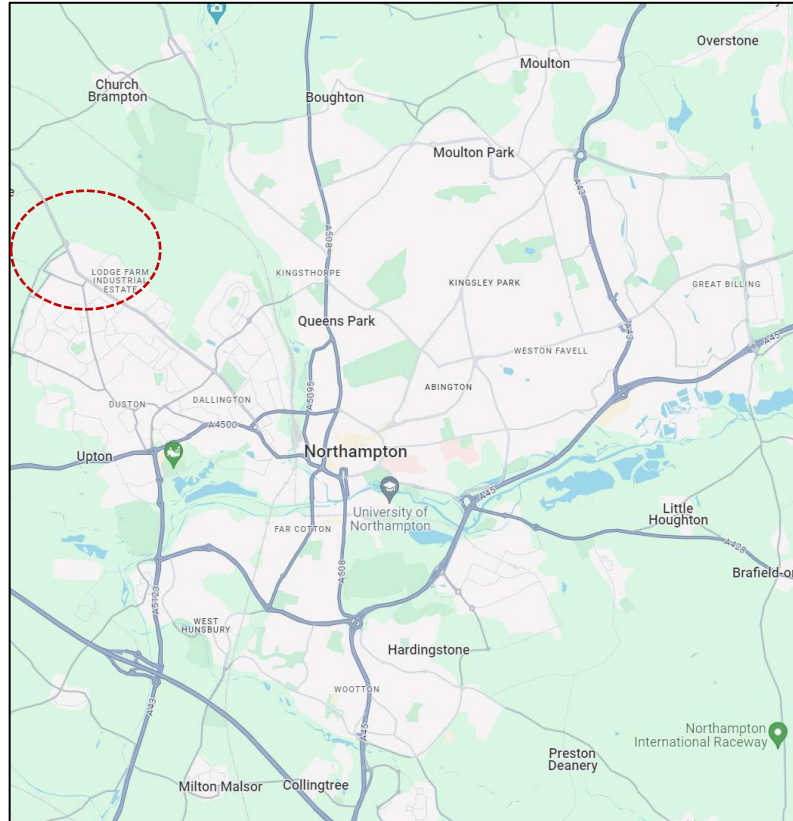 Overstone
Moulton
Church
Brampton
Boughton
Moulton Park
A43
A508
KINGSTHORPE
KINGSLEY PARK
GREAT BILLING
LODGE FARM
INDUSTRIAL
ESTATE
Queens Park
A43
A45
WESTON FAVELL
ABINGTON
A5095
DALLINGTON
DUSTON
A4500
Northampton
Upton
University of
Northampton
A45
Little
Houghton
FAR COTTON
A428
Brafield-o
A508
A5123
WEST
HUNSBURY
Hardingstone
WOOTTON
A43
A45
Northampton
International Raceway
Preston
Deanery
Milton Malsor
Collingtree